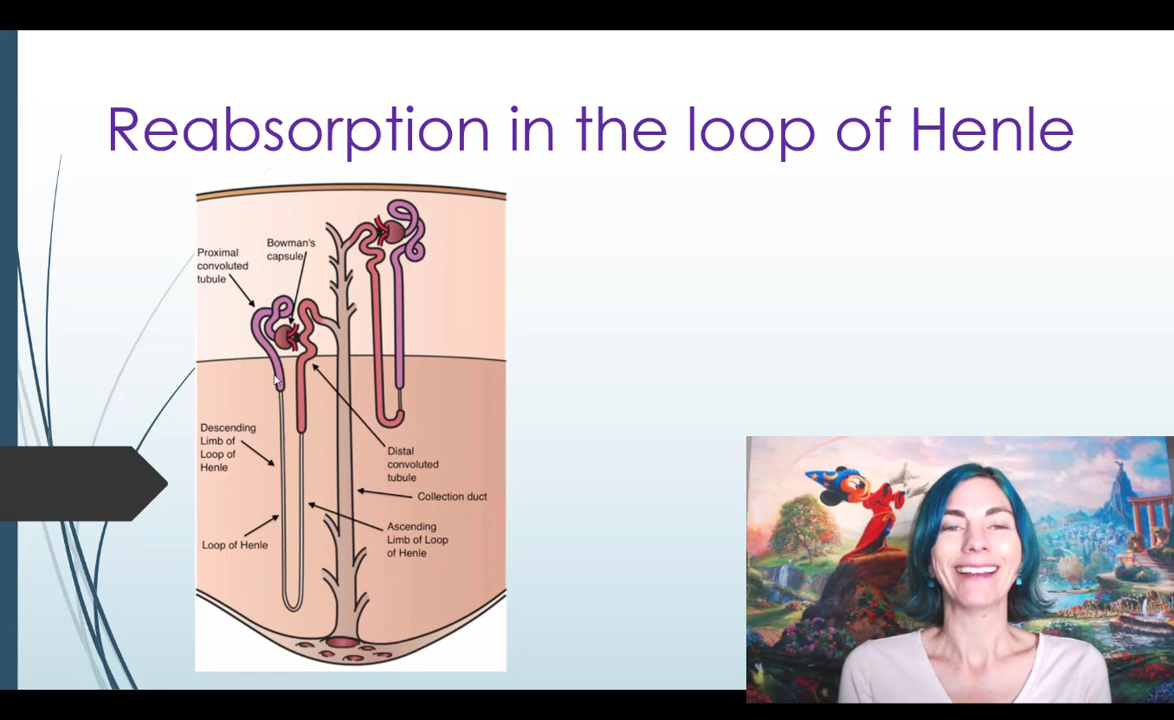 Reabsorption in the loop of Henle
Proximal
convoluted
tubule
Bowman's
capsule
Descending
Limb of
Loop of
Henle
Loop of Henle
Distal
convoluted
tubule
Collection duct
Ascending
Limb of Loop
of Henle